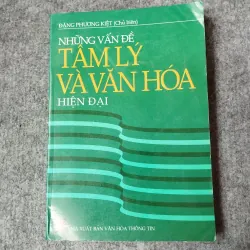 ĐẶNG PHƯƠNG KIỆT (Chủ biên)
NHỮNG VẤN ĐỀ
TÂM LÝ
VÀ VĂN HÓA
HIỆN ĐẠI
XUẤT BẢN VĂN HÓA THÔNG TIN